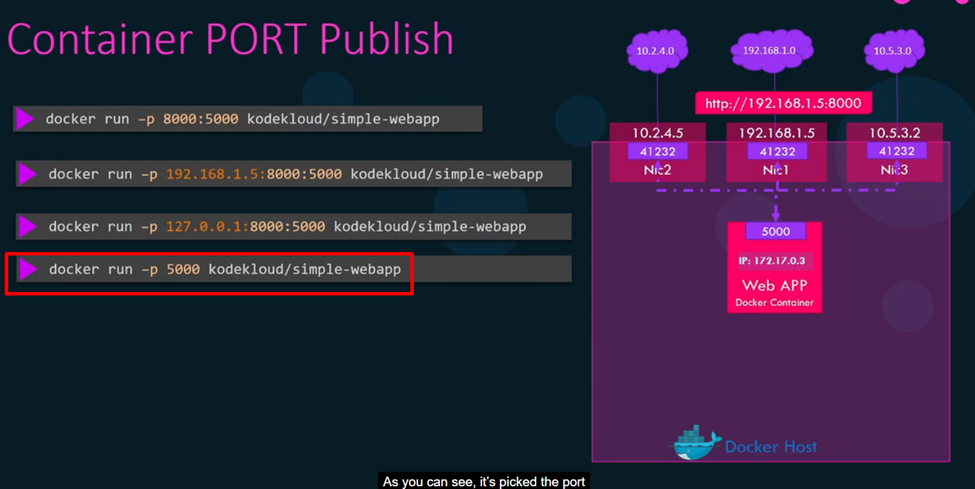 Container PORT Publish
docker run -p 8000:5000 kodekloud/simple-webapp
docker run -p 192.168.1.5:8000:5000 kodekloud/simple-webapp
docker run -p 127.0.0.1:8000:5000 kodekloud/simple-webapp
docker run -p 5000 kodekloud/simple-webapp
10.2.4.0
192.168.1.0
10.5.3.0
http://192.168.1.5:8000
10.2.4.5
192.168.1.5
10.5.3.2
41232
41232
41232
Nic2
Nic1
Nic3
5000
IP: 172.17.0.3
Web APP
Docker Container
Docker Host
As you can see, it's picked the port